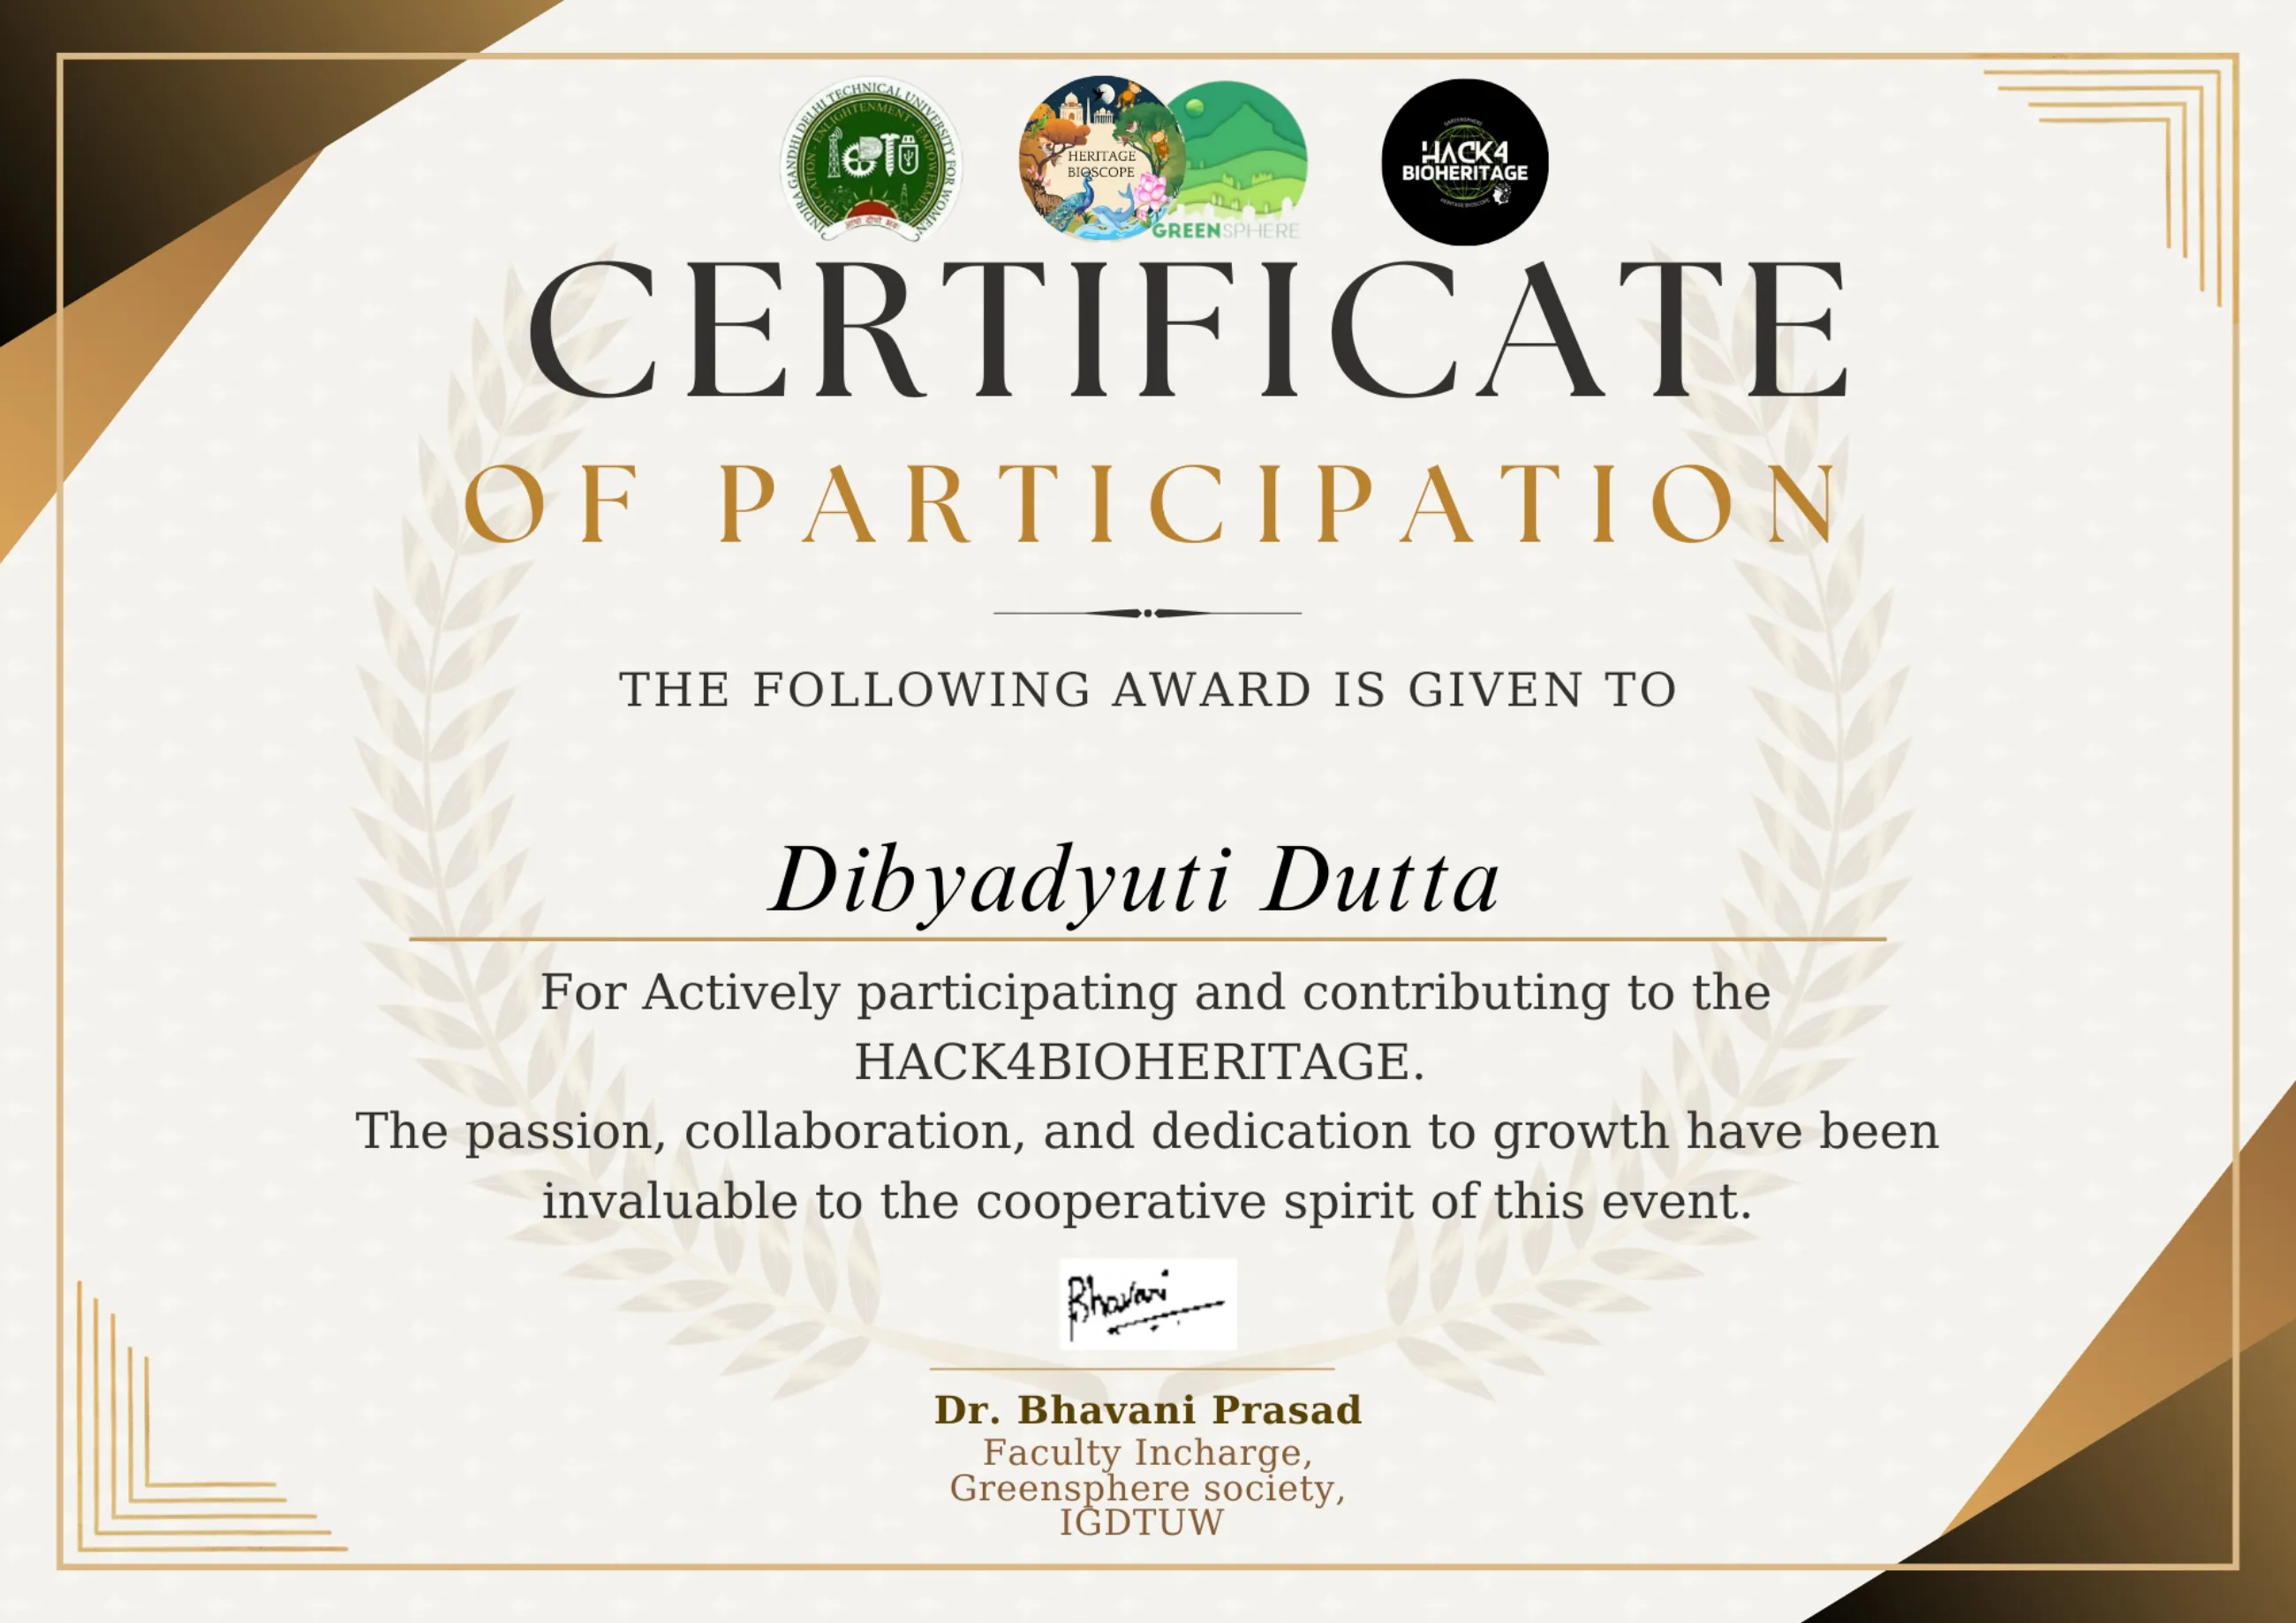 INDIRA GANDHI DELHI TECHNICAL UNIVERSITY FOR WOMEN
EDUCATION - ENLIGHTENMENT - EMPOWERMENT
HERITAGE
BIOSCOPE
GREENSPHERE
GREENSPHERE
HACK4
BIOHERITAGE
HERITAGE BIOSCOPE
CERTIFICATE
OF PARTICIPATION
THE FOLLOWING AWARD IS GIVEN TO
Dibyadyuti Dutta
For Actively participating and contributing to the
HACK4BIOHERITAGE.
The passion, collaboration, and dedication to growth have been
invaluable to the cooperative spirit of this event.
Bhavani
Dr. Bhavani Prasad
Faculty Incharge,
Greensphere society,
IGDTUW